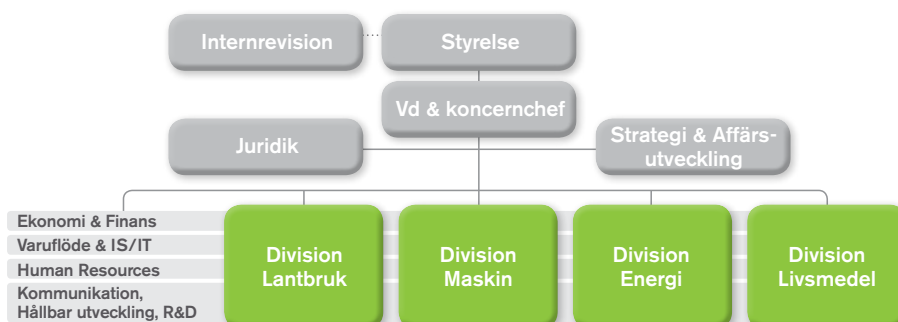 Internrevision
Styrelse
Vd & koncernchef
Juridik
Strategi & Affärs-
utveckling
Ekonomi & Finans
Varuflöde & IS/IT
Human Resources
Kommunikation,
Hållbar utveckling, R&D
Division
Lantbruk
Division
Maskin
Division
Energi
Division
Livsmedel